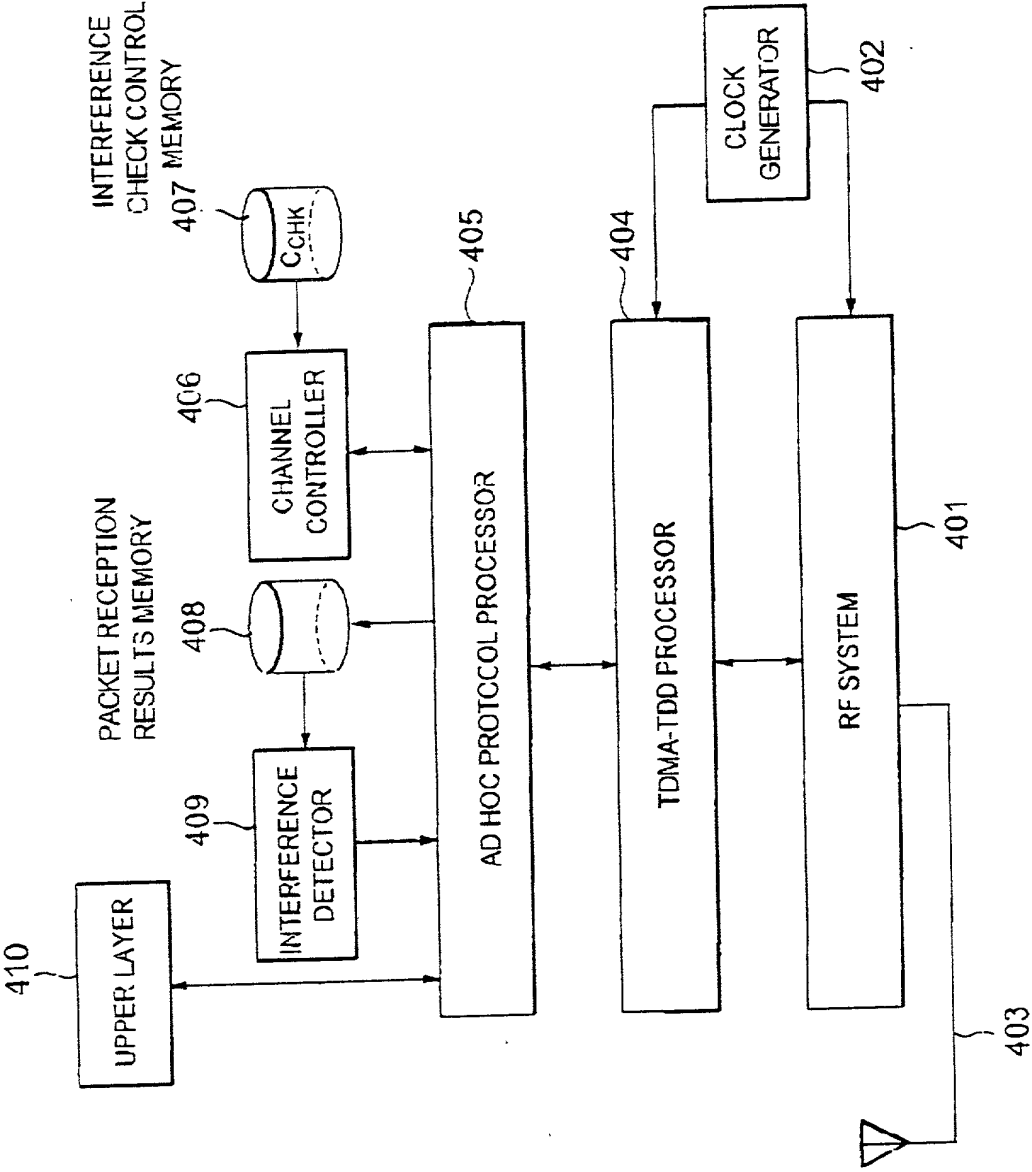 410
UPPER LAYER
409
INTERFERENCE
DETECTOR
PACKET RECEPTION
RESULTS MEMORY
408
406
CHANNEL
CONTROLLER
INTERFERENCE
CHECK CONTROL
MEMORY
407
CCHK
405
AD HOC PROTOCOL PROCESSOR
404
TDMA-TDD PROCESSOR
CLOCK
GENERATOR
402
RF SYSTEM
401
403